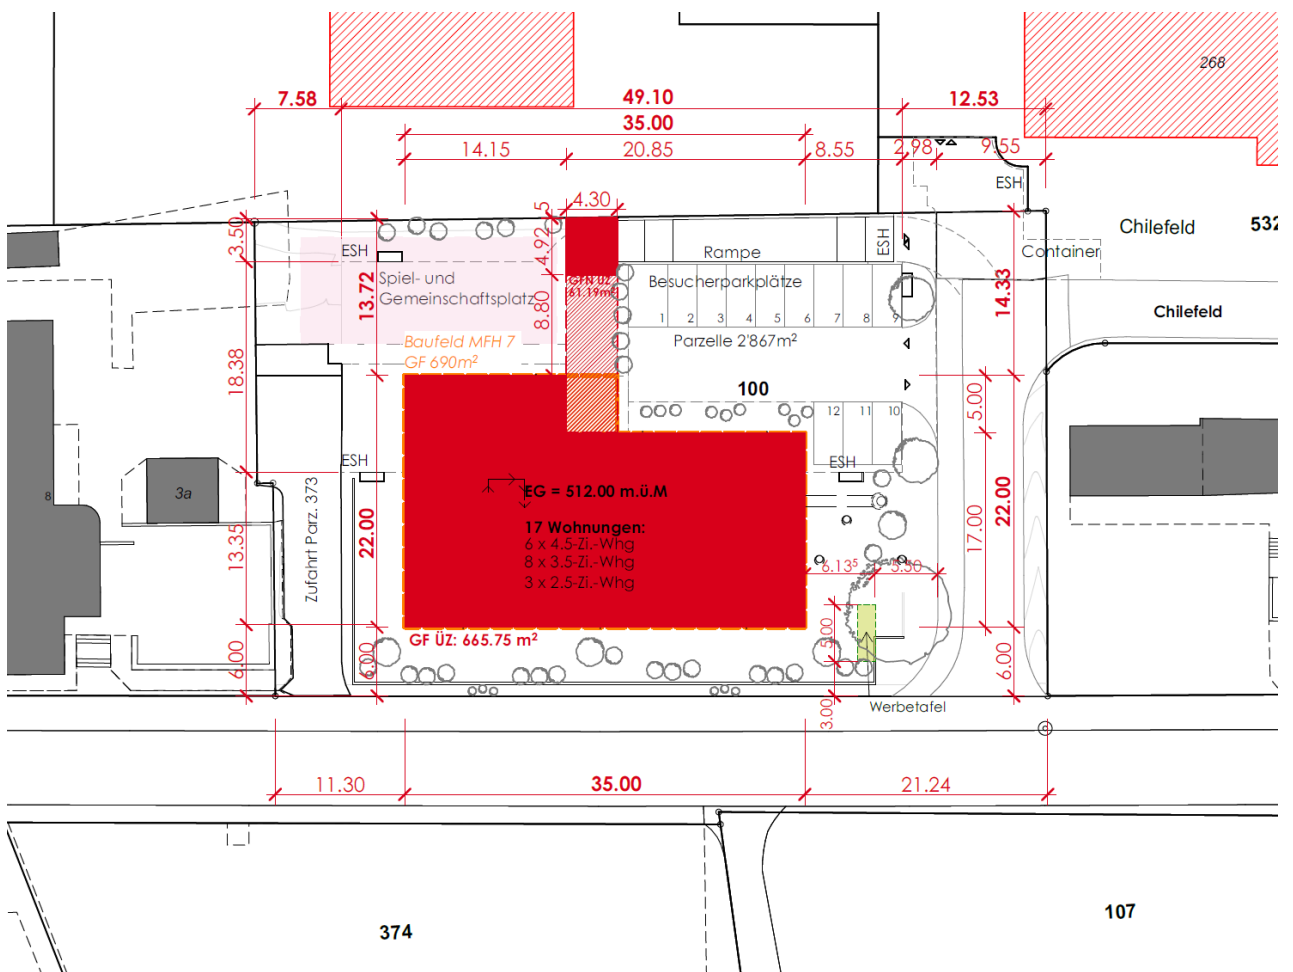 268
7.58
49.10
12.53
35.00
14.15
20.85
8.55
2.98
9.55
ESH
4.30
5
3.50
4.92
Chilefeld
532
ESH
Rampe
ESH
Container
13.72
Spiel- und
Gemeinschaftsplatz
GFN ÜZ
61.19m²
Besucherparkplätze
14.33
8.80
1 2 3 4 5 6 7 8 9
Chilefeld
Baufeld MFH 7
GF 690m²
Parzelle 2'867m²
18.38
100
5.00
12 11 10
ESH
ESH
3a
8
EG = 512.00 m.ü.M
22.00
17 Wohnungen:
6 x 4.5-Zi.-Whg
8 x 3.5-Zi.-Whg
3 x 2.5-Zi.-Whg
Zufahrt Parz. 373
13.35
22.00
17.00
6.13⁵
5.50
GF ÜZ: 665.75 m²
5.00
6.00
6.00
6.00
3.00
Werbetafel
11.30
35.00
21.24
374
107